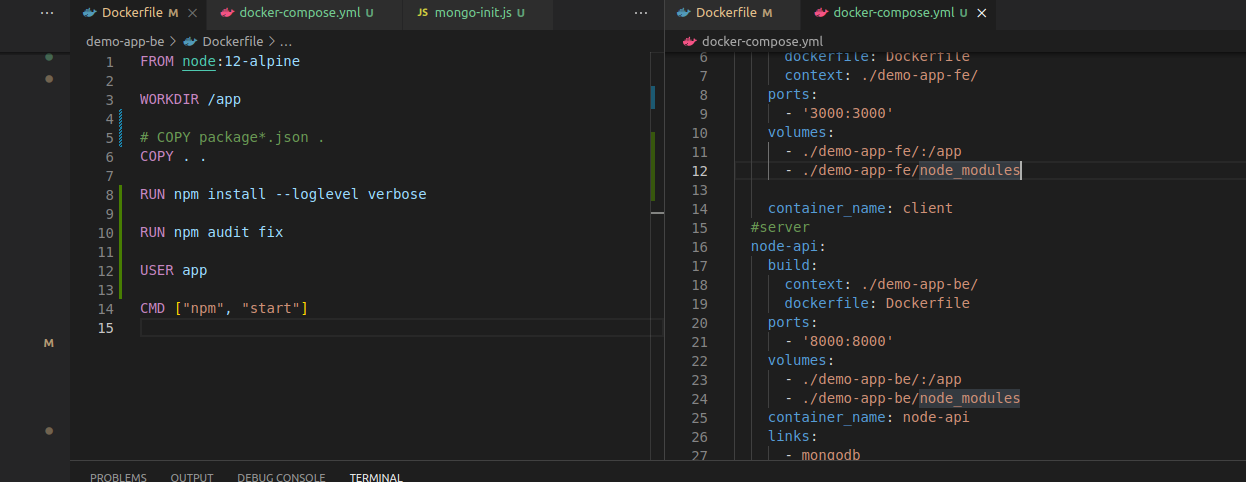 Dockerfile M
docker-compose.yml U
JS mongo-init.js U
demo-app-be > Dockerfile > ...
1 FROM node:12-alpine
2
3 WORKDIR /app
4
5 # COPY package*.json .
6 COPY . .
7
8 RUN npm install --loglevel verbose
9
10 RUN npm audit fix
11
12 USER app
13
14 CMD ["npm", "start"]
15
M
Dockerfile M
docker-compose.yml U
docker-compose.yml
6 dockerfile: Dockerfile
7 context: ./demo-app-fe/
8 ports:
9 - '3000:3000'
10 volumes:
11 - ./demo-app-fe/:/app
12 - ./demo-app-fe/node_modules
13
14 container_name: client
15 #server
16 node-api:
17 build:
18 context: ./demo-app-be/
19 dockerfile: Dockerfile
20 ports:
21 - '8000:8000'
22 volumes:
23 - ./demo-app-be/:/app
24 - ./demo-app-be/node_modules
25 container_name: node-api
26 links:
27 - mongodb
PROBLEMS OUTPUT DEBUG CONSOLE TERMINAL